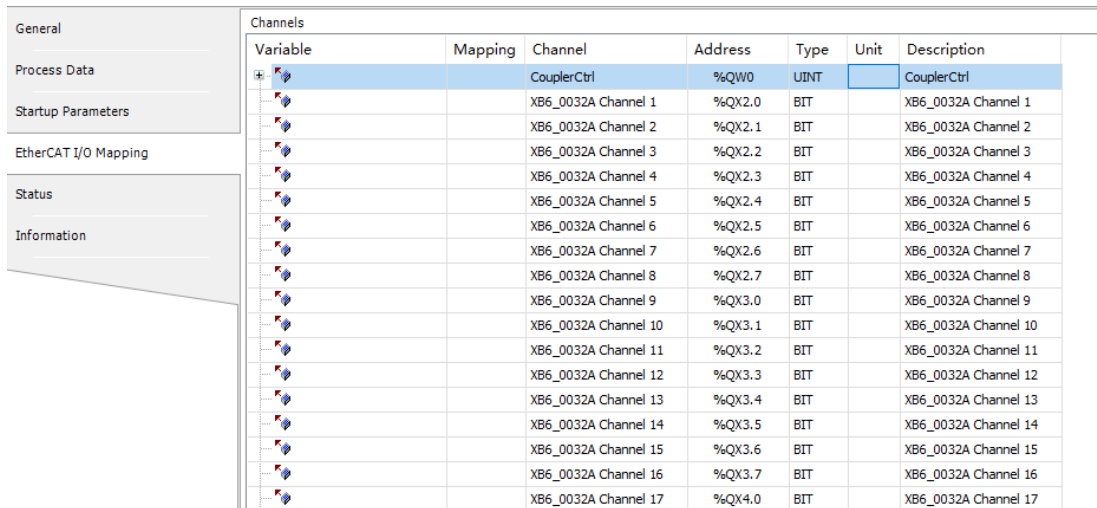 General
Process Data
Startup Parameters
EtherCAT I/O Mapping
Status
Information
Channels
Variable Mapping Channel Address Type Unit Description
CouplerCtrl %QW0 UINT CouplerCtrl
XB6_0032A Channel 1 %QX2.0 BIT XB6_0032A Channel 1
XB6_0032A Channel 2 %QX2.1 BIT XB6_0032A Channel 2
XB6_0032A Channel 3 %QX2.2 BIT XB6_0032A Channel 3
XB6_0032A Channel 4 %QX2.3 BIT XB6_0032A Channel 4
XB6_0032A Channel 5 %QX2.4 BIT XB6_0032A Channel 5
XB6_0032A Channel 6 %QX2.5 BIT XB6_0032A Channel 6
XB6_0032A Channel 7 %QX2.6 BIT XB6_0032A Channel 7
XB6_0032A Channel 8 %QX2.7 BIT XB6_0032A Channel 8
XB6_0032A Channel 9 %QX3.0 BIT XB6_0032A Channel 9
XB6_0032A Channel 10 %QX3.1 BIT XB6_0032A Channel 10
XB6_0032A Channel 11 %QX3.2 BIT XB6_0032A Channel 11
XB6_0032A Channel 12 %QX3.3 BIT XB6_0032A Channel 12
XB6_0032A Channel 13 %QX3.4 BIT XB6_0032A Channel 13
XB6_0032A Channel 14 %QX3.5 BIT XB6_0032A Channel 14
XB6_0032A Channel 15 %QX3.6 BIT XB6_0032A Channel 15
XB6_0032A Channel 16 %QX3.7 BIT XB6_0032A Channel 16
XB6_0032A Channel 17 %QX4.0 BIT XB6_0032A Channel 17